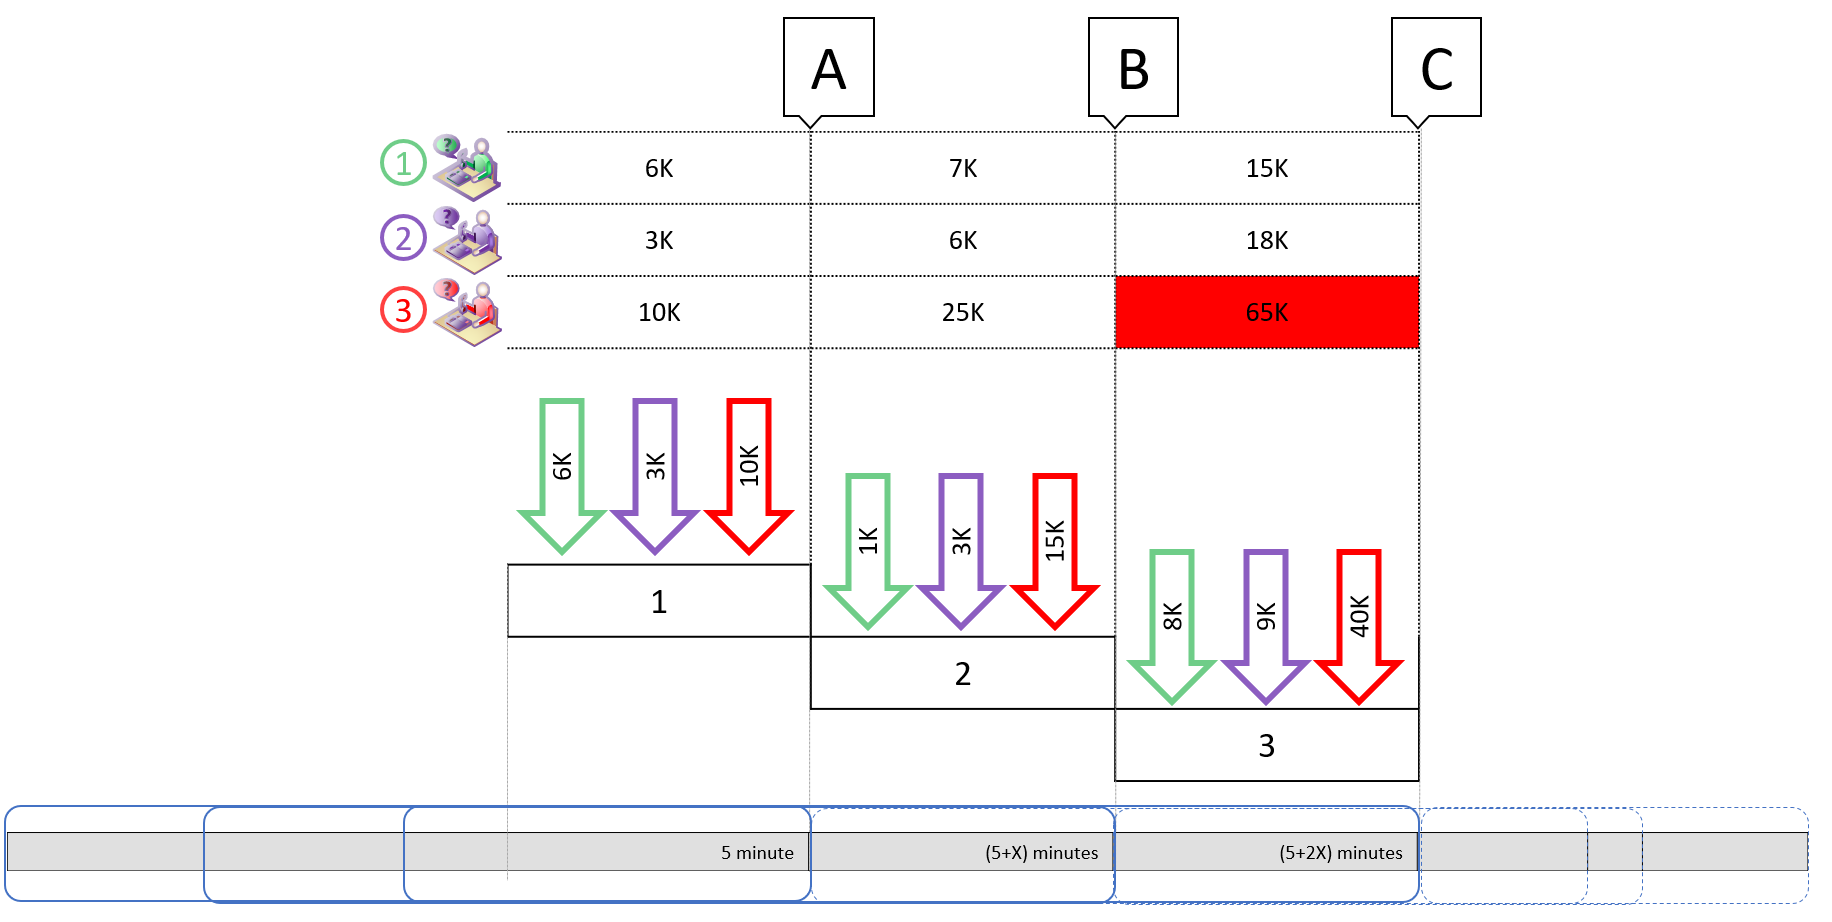 A B C
1 ? 6K 7K 15K
2 ? 3K 6K 18K
3 ? 10K 25K 65K
6K 3K 10K
1K 3K 15K
8K 9K 40K
1
2
3
5 minute (5+X) minutes (5+2X) minutes